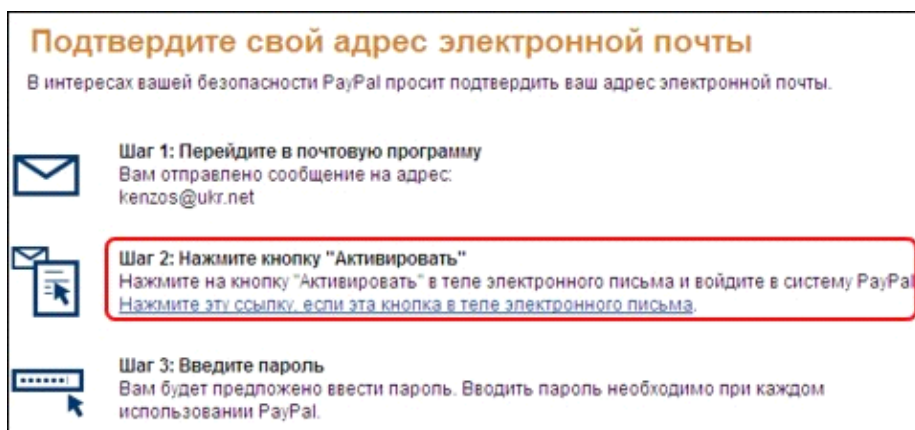 Подтвердите свой адрес электронной почты
В интересах вашей безопасности PayPal просит подтвердить ваш адрес электронной почты.
Шаг 1: Перейдите в почтовую программу
Вам отправлено сообщение на адрес:
kenzos@ukr.net
Шаг 2: Нажмите кнопку "Активировать"
Нажмите на кнопку "Активировать" в теле электронного письма и войдите в систему PayPal
Нажмите эту ссылку, если эта кнопка в теле электронного письма.
Шаг 3: Введите пароль
Вам будет предложено ввести пароль. Вводить пароль необходимо при каждом
использовании PayPal.